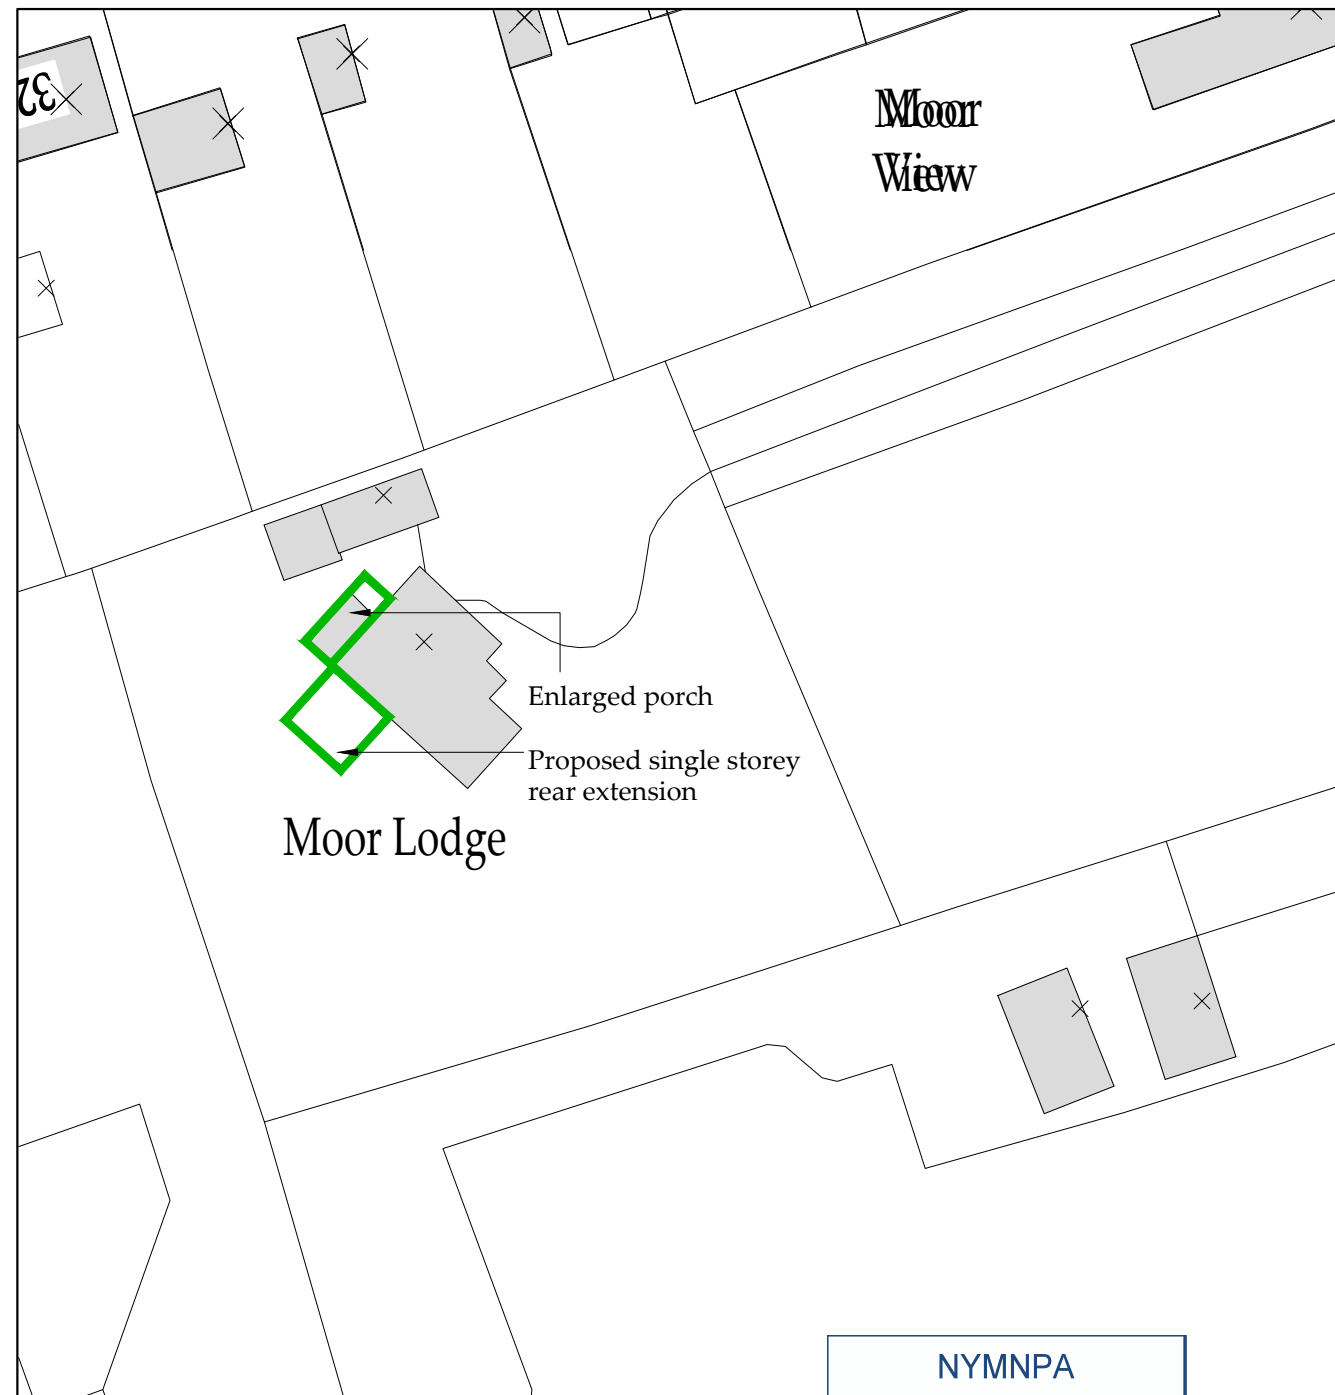 32
Moor
View
Enlarged porch
Proposed single storey
rear extension
Moor Lodge
NYMNPA